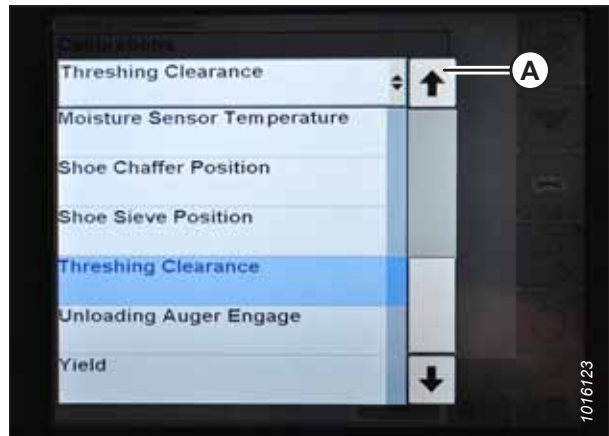 Calibrations
Threshing Clearance
A
Moisture Sensor Temperature
Shoe Chaffer Position
Shoe Sieve Position
Threshing Clearance
Unloading Auger Engage
Yield
1016123